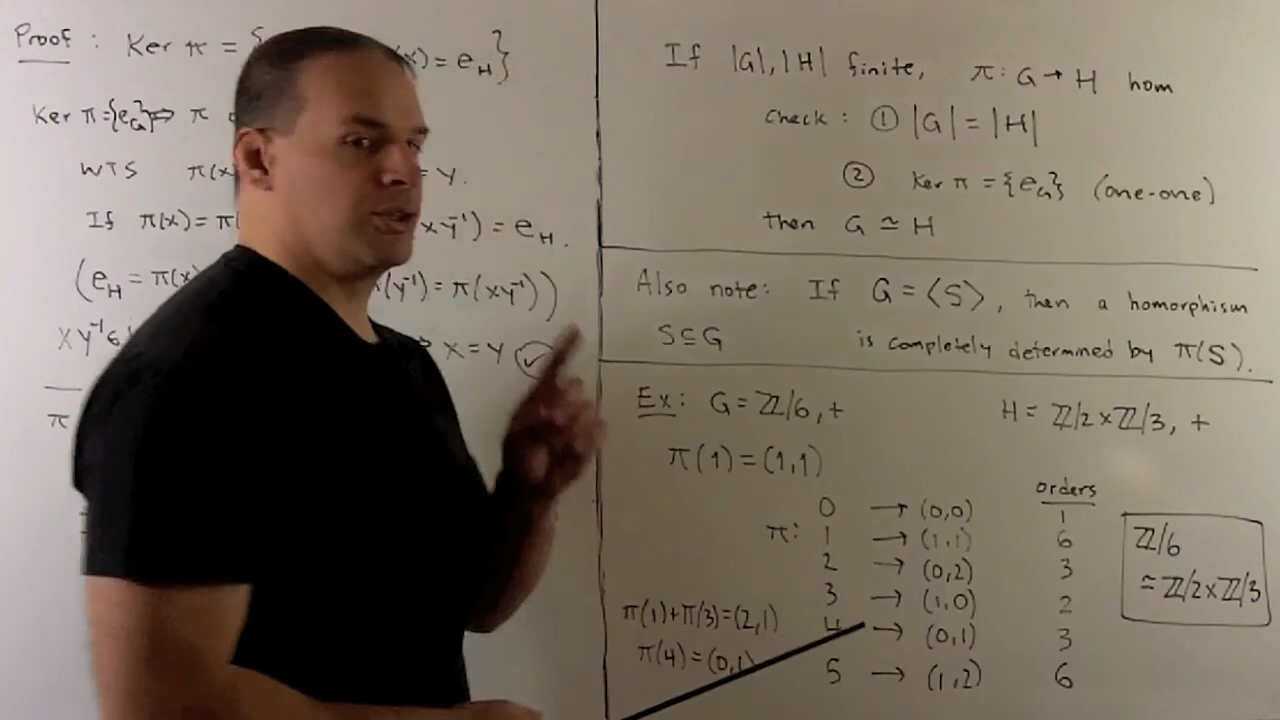 Proof : Ker π = { (x) = e_H }
Ker π = {e_G} ⇒ π
WTS π(x = y.
If π(x) = π( xy⁻¹) = e_H.
(e_H = π(x) (y⁻¹) = π(xy⁻¹))
xy⁻¹ ∈ x = y ✓
π
If |G|, |H| finite, π: G → H hom
Check : ① |G| = |H|
② Ker π = {e_G} (one-one)
then G ≃ H
Also note: If G = ⟨S⟩, then a homorphism
S ⊆ G is completely determined by π(S).
Ex: G = ℤ/6, + H = ℤ/2 × ℤ/3, +
π(1) = (1,1)
orders
0 → (0,0) 1
π: 1 → (1,1) 6
2 → (0,2) 3
3 → (1,0) 2
4 → (0,1) 3
5 → (1,2) 6
π(1)+π(3)=(2,1)
π(4)=(0,1)
ℤ/6
≃ ℤ/2 × ℤ/3